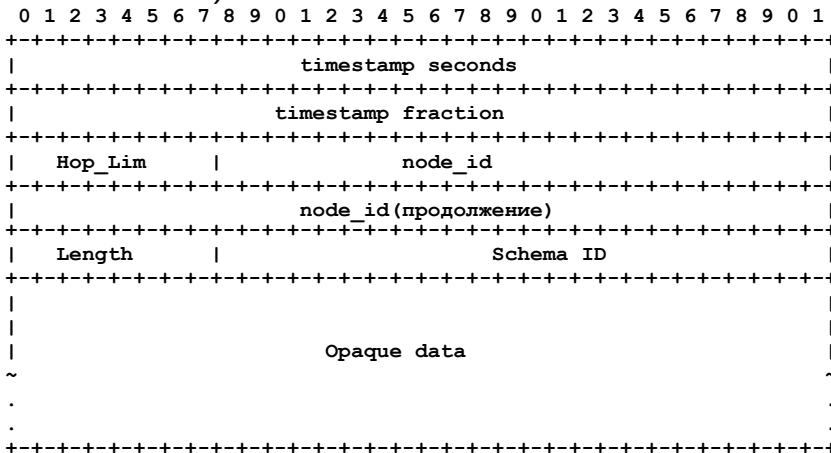 0 1 2 3 4 5 6 7 8 9 0 1 2 3 4 5 6 7 8 9 0 1 2 3 4 5 6 7 8 9 0 1
+-+-+-+-+-+-+-+-+-+-+-+-+-+-+-+-+-+-+-+-+-+-+-+-+-+-+-+-+-+-+-+-+
| timestamp seconds |
+-+-+-+-+-+-+-+-+-+-+-+-+-+-+-+-+-+-+-+-+-+-+-+-+-+-+-+-+-+-+-+-+
| timestamp fraction |
+-+-+-+-+-+-+-+-+-+-+-+-+-+-+-+-+-+-+-+-+-+-+-+-+-+-+-+-+-+-+-+-+
| Hop_Lim | node_id |
+-+-+-+-+-+-+-+-+-+-+-+-+-+-+-+-+-+-+-+-+-+-+-+-+-+-+-+-+-+-+-+-+
| node_id(продолжение) |
+-+-+-+-+-+-+-+-+-+-+-+-+-+-+-+-+-+-+-+-+-+-+-+-+-+-+-+-+-+-+-+-+
| Length | Schema ID |
+-+-+-+-+-+-+-+-+-+-+-+-+-+-+-+-+-+-+-+-+-+-+-+-+-+-+-+-+-+-+-+-+
| |
| |
| Opaque data |
~ ~
. .
. .
+-+-+-+-+-+-+-+-+-+-+-+-+-+-+-+-+-+-+-+-+-+-+-+-+-+-+-+-+-+-+-+-+